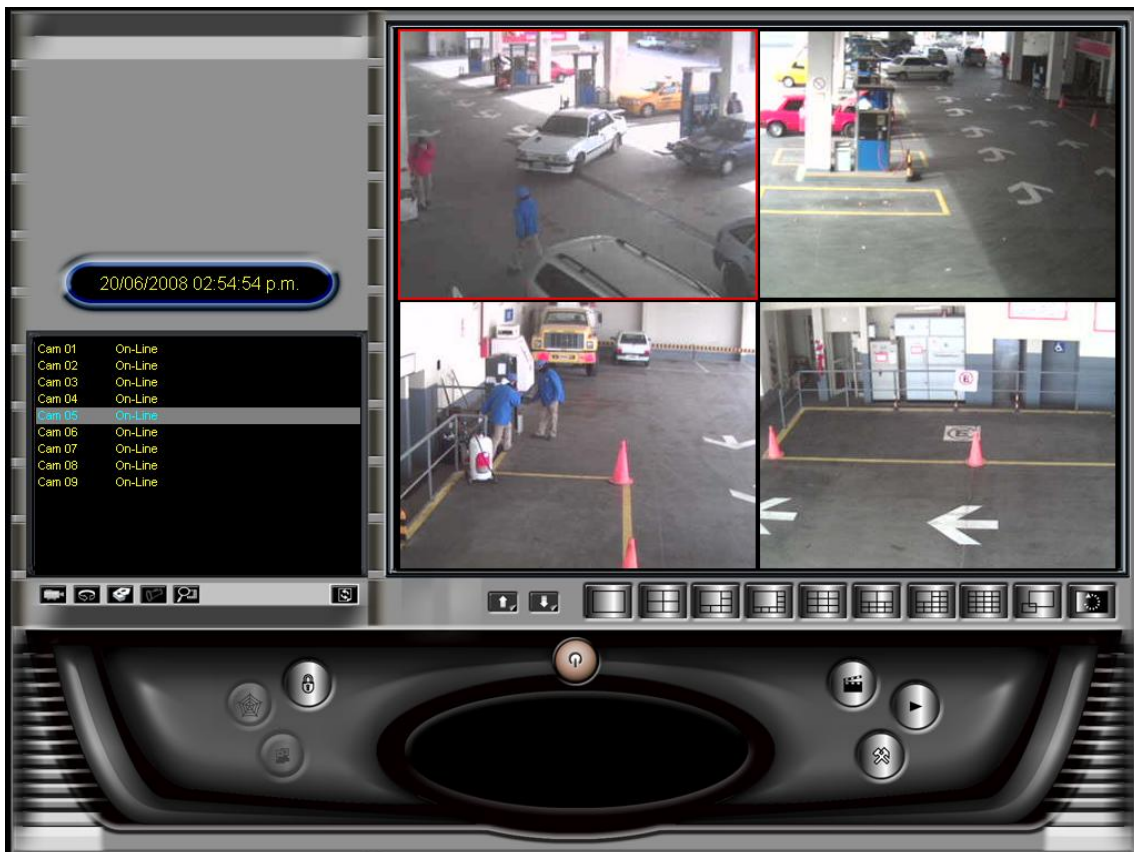 20/06/2008 02:54:54 p.m.
Cam 01 On-Line
Cam 02 On-Line
Cam 03 On-Line
Cam 04 On-Line
Cam 05 On-Line
Cam 06 On-Line
Cam 07 On-Line
Cam 08 On-Line
Cam 09 On-Line